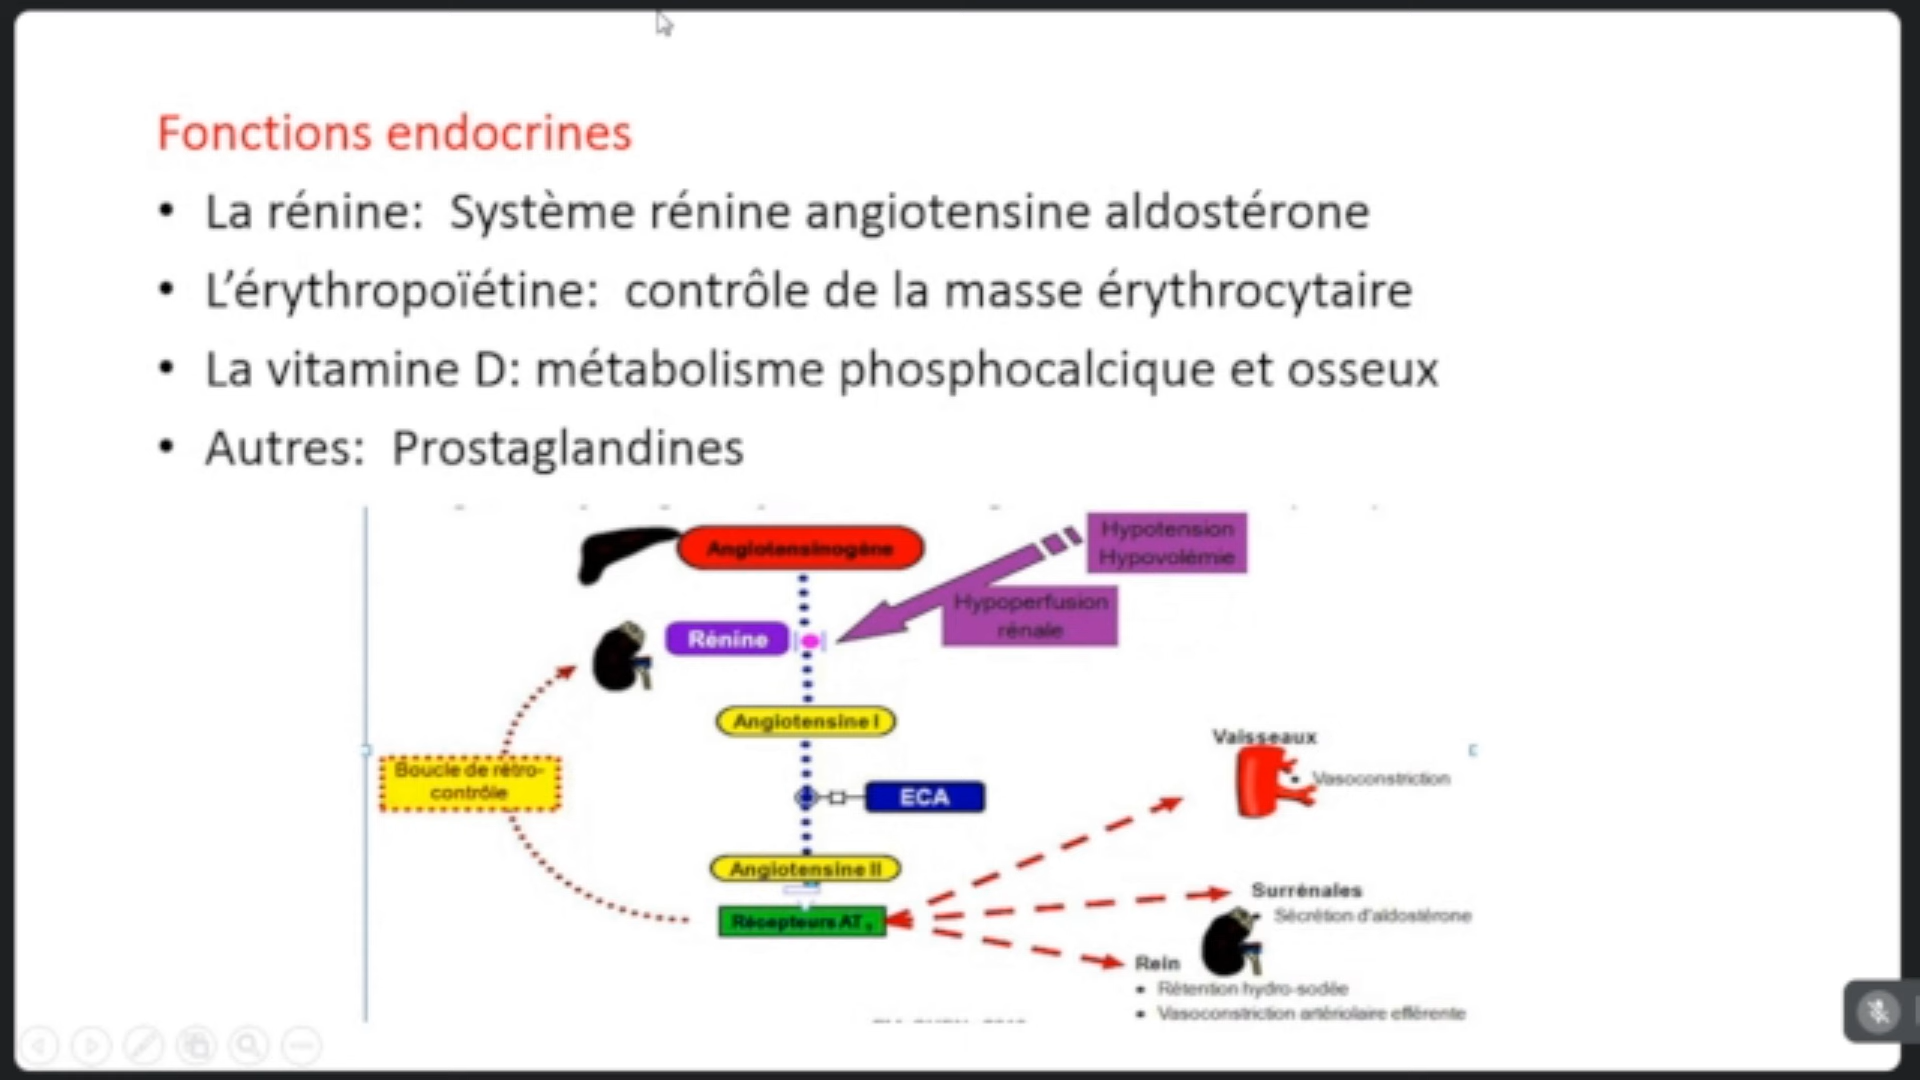 Fonctions endocrines
• La rénine: Système rénine angiotensine aldostérone
• L'érythropoïétine: contrôle de la masse érythrocytaire
• La vitamine D: métabolisme phosphocalcique et osseux
• Autres: Prostaglandines
Angiotensinogène
Hypotension
Hypovolémie
Hypoperfusion
rénale
Rénine
Angiotensine I
Boucle de rétro-
contrôle
ECA
Vaisseaux
• Vasoconstriction
Angiotensine II
Récepteurs AT
Surrénales
• Sécrétion d'aldostérone
Rein
• Rétention hydro-sodée
• Vasoconstriction artériolaire efférente